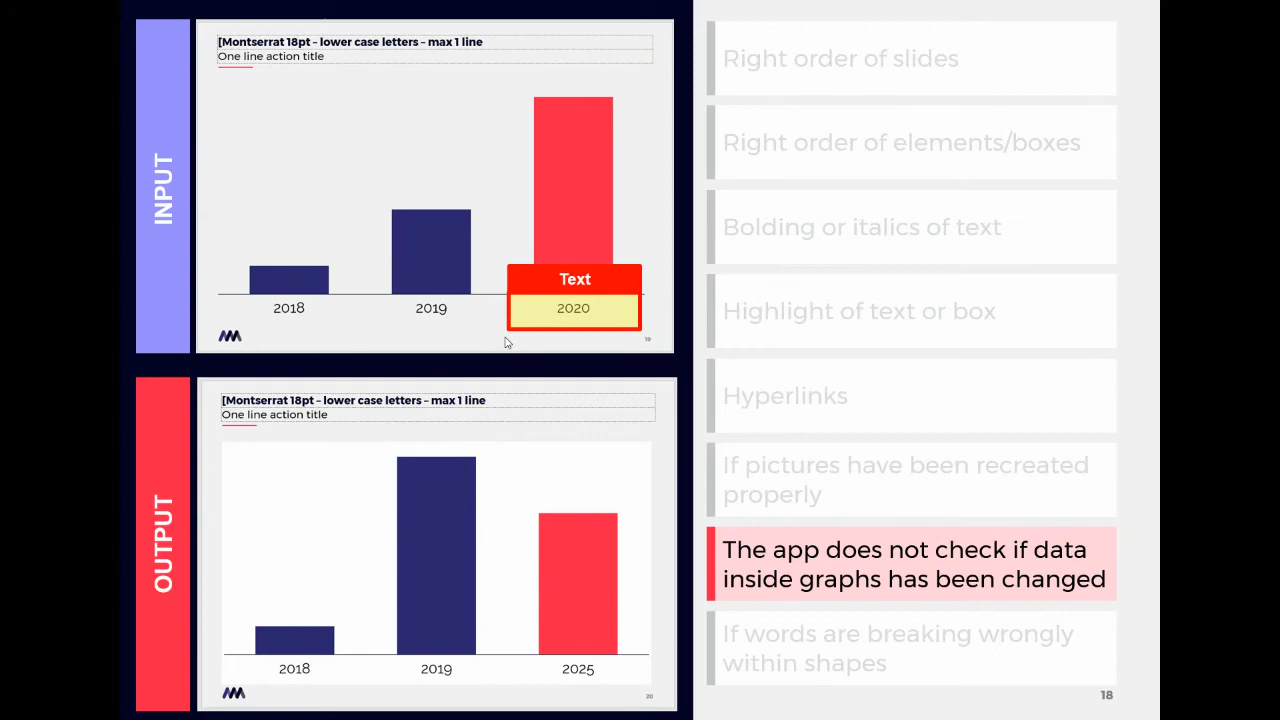 INPUT
[Montserrat 18pt – lower case letters – max 1 line
One line action title
Text
2018
2019
2020
19
OUTPUT
[Montserrat 18pt – lower case letters – max 1 line
One line action title
2018
2019
2025
20
Right order of slides
Right order of elements/boxes
Bolding or italics of text
Highlight of text or box
Hyperlinks
If pictures have been recreated
properly
The app does not check if data
inside graphs has been changed
If words are breaking wrongly
within shapes
18